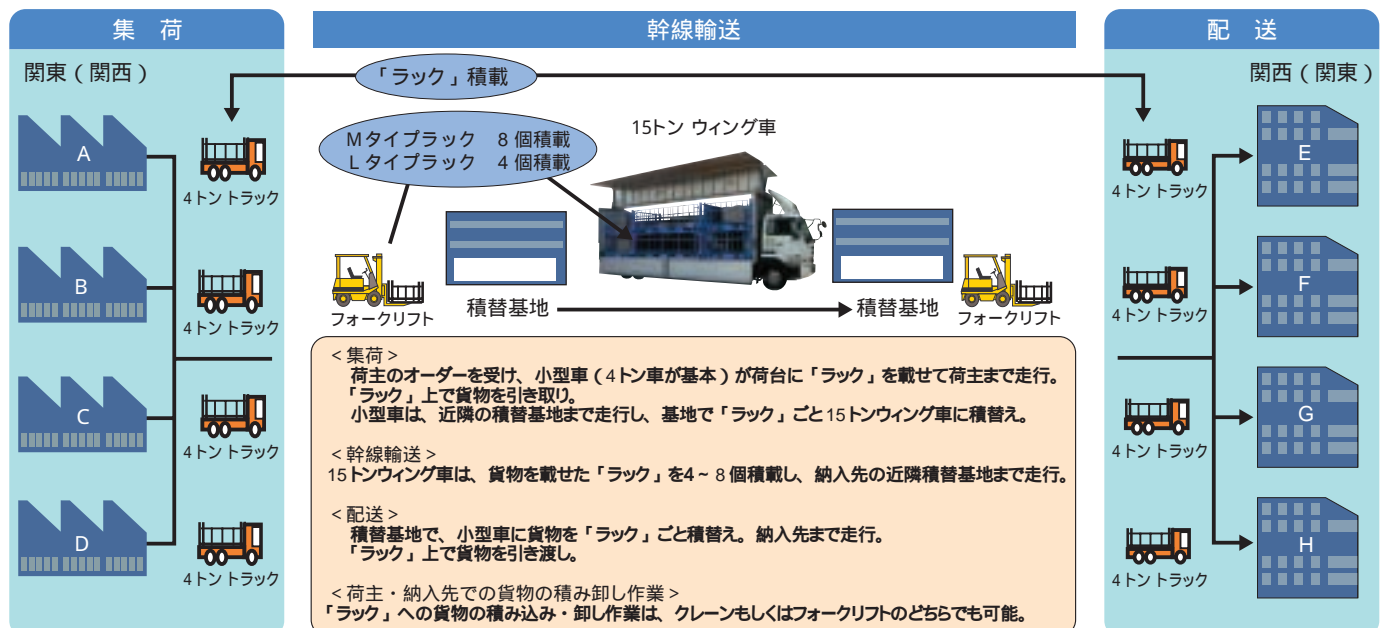 集 荷
関東(関西)
A
4トントラック
B
4トントラック
C
4トントラック
D
4トントラック
幹線輸送
「ラック」積載
Mタイプラック 8個積載
Lタイプラック 4個積載
15トン ウィング車
フォークリフト
積替基地
積替基地
フォークリフト
<集荷>
荷主のオーダーを受け、小型車(4トン車が基本)が荷台に「ラック」を載せて荷主まで走行。
「ラック」上で貨物を引き取り。
小型車は、近隣の積替基地まで走行し、基地で「ラック」ごと15トンウィング車に積替え。
<幹線輸送>
15トンウィング車は、貨物を載せた「ラック」を4~8個積載し、納入先の近隣積替基地まで走行。
<配送>
積替基地で、小型車に貨物を「ラック」ごと積替え。納入先まで走行。
「ラック」上で貨物を引き渡し。
<荷主・納入先での貨物の積み卸し作業>
「ラック」への貨物の積み込み・卸し作業は、クレーンもしくはフォークリフトのどちらでも可能。
配 送
関西(関東)
4トントラック
E
4トントラック
F
4トントラック
G
4トントラック
H